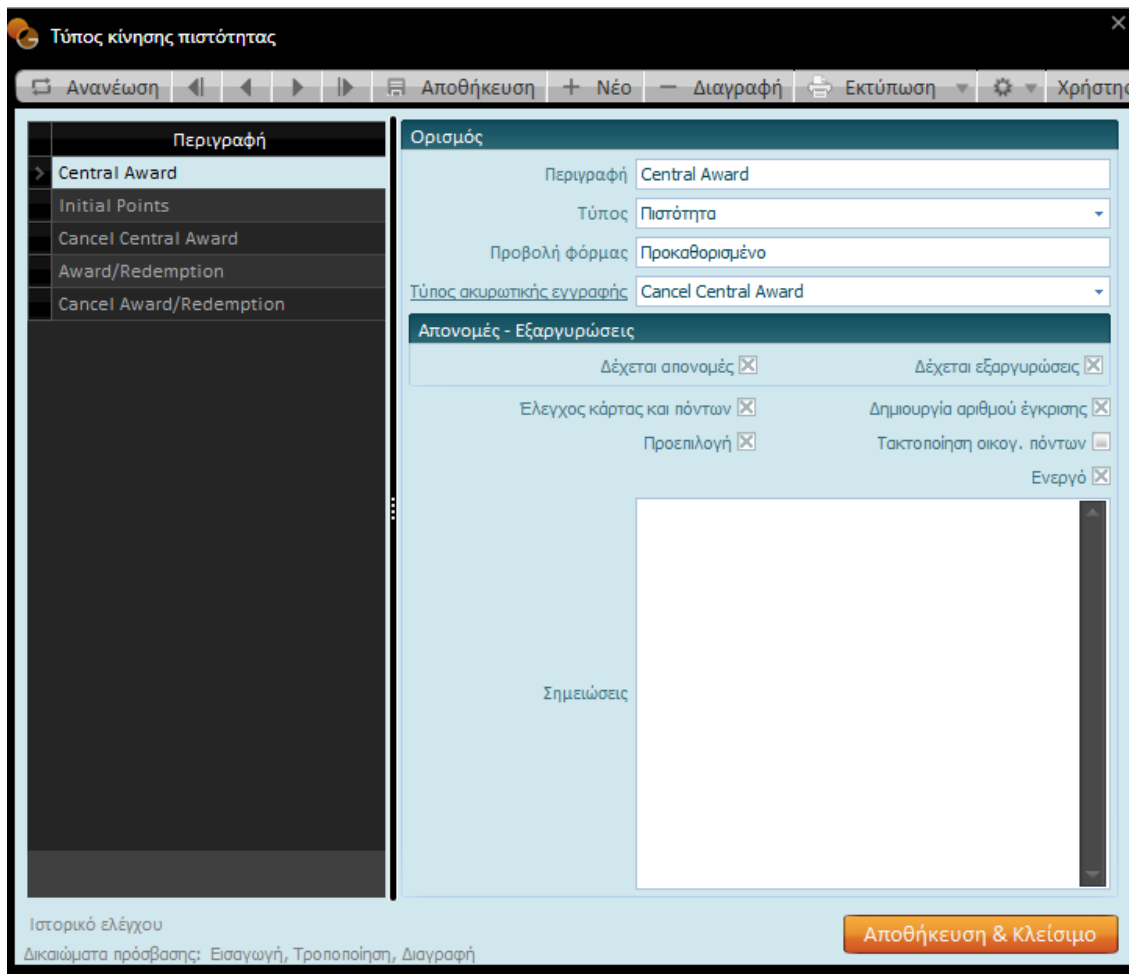 Τύπος κίνησης πιστότητας
Ανανέωση Αποθήκευση Νέο Διαγραφή Εκτύπωση Χρήστης
Περιγραφή
Central Award
Initial Points
Cancel Central Award
Award/Redemption
Cancel Award/Redemption
Ορισμός
Περιγραφή Central Award
Τύπος Πιστότητα
Προβολή φόρμας Προκαθορισμένο
Τύπος ακυρωτικής εγγραφής Cancel Central Award
Απονομές - Εξαργυρώσεις
Δέχεται απονομές Δέχεται εξαργυρώσεις
Έλεγχος κάρτας και πόντων Δημιουργία αριθμού έγκρισης
Προεπιλογή Τακτοποίηση οικογ. πόντων
Ενεργό
Σημειώσεις
Ιστορικό ελέγχου
Δικαιώματα πρόσβασης: Εισαγωγή, Τροποποίηση, Διαγραφή
Αποθήκευση & Κλείσιμο